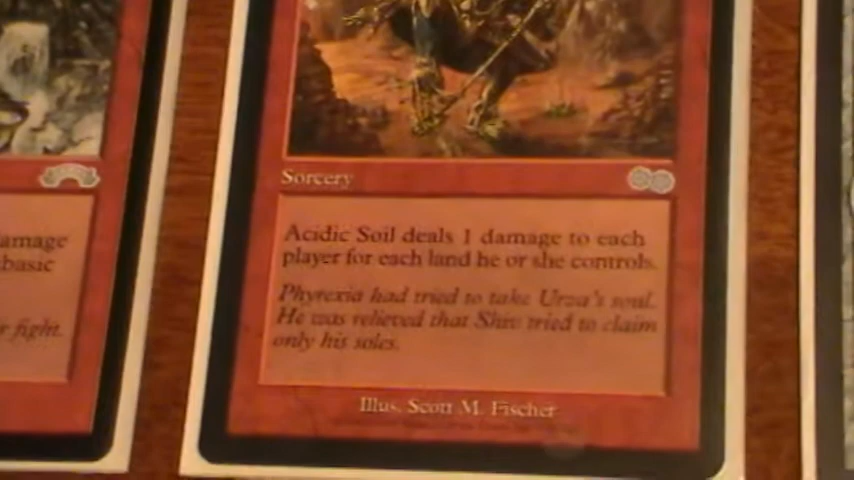 amage
basic
r fight.
Sorcery
Acidic Soil deals 1 damage to each
player for each land he or she controls.
Phyrexia had tried to take Urza's soul.
He was relieved that Shiv tried to claim
only his soles.
Illus. Scott M. Fischer